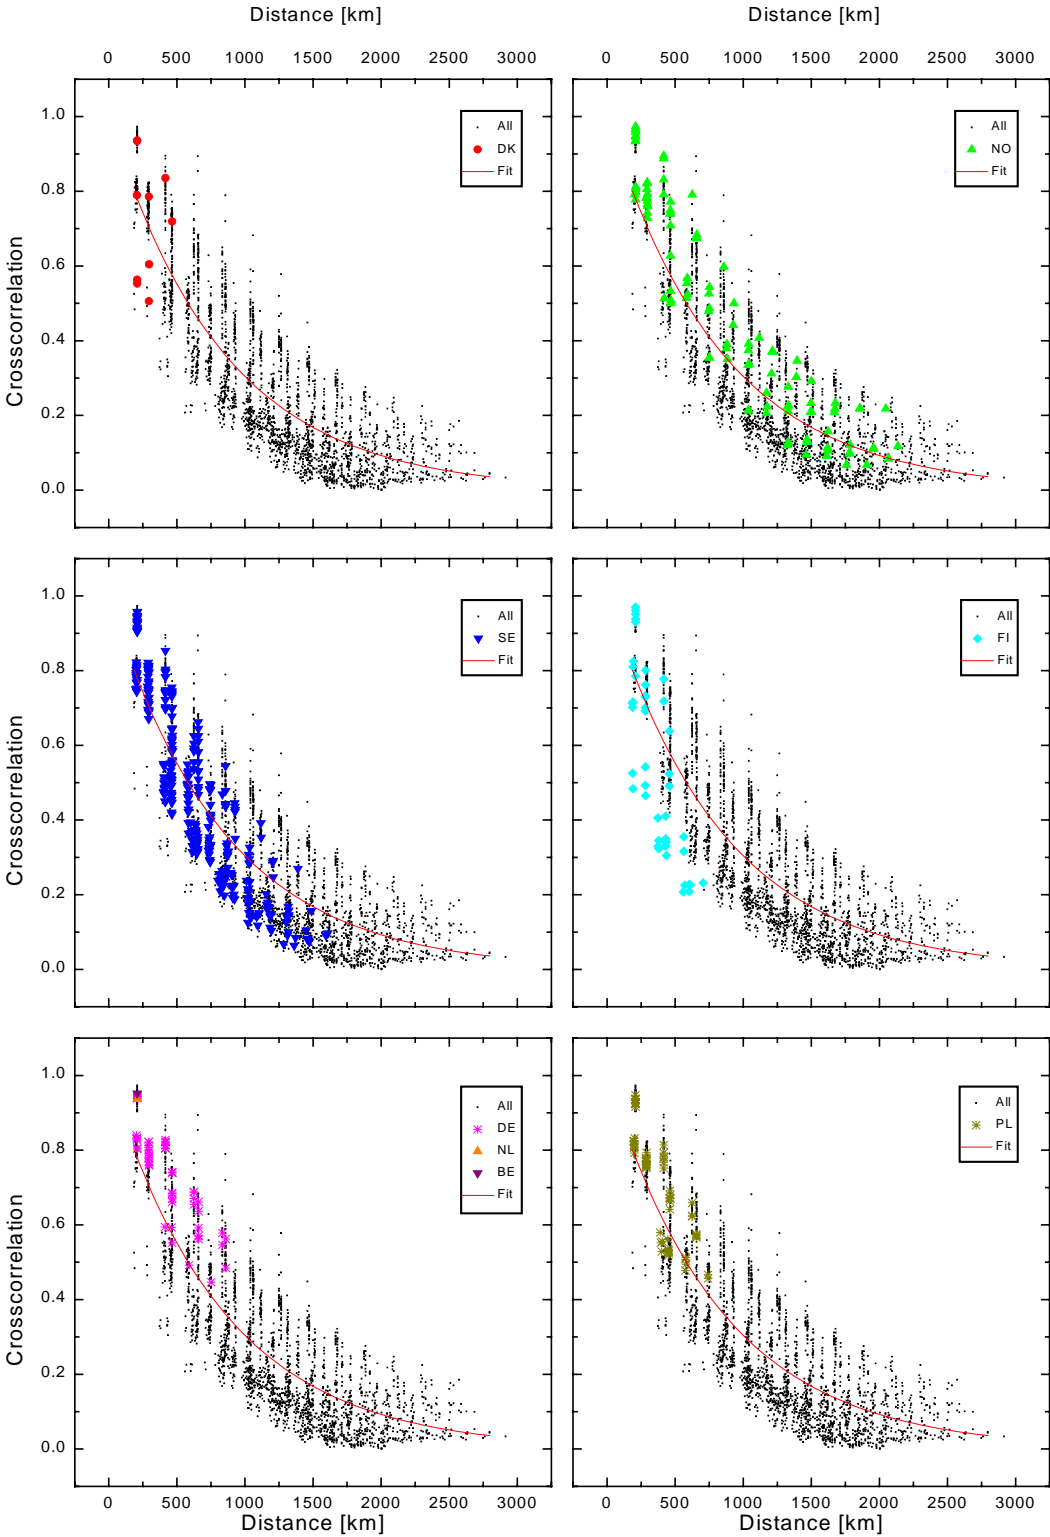 Distance [km] Distance [km]
0 500 1000 1500 2000 2500 3000 0 500 1000 1500 2000 2500 3000
Crosscorrelation
1.0
0.8
0.6
0.4
0.2
0.0
All
DK
Fit
All
NO
Fit
Crosscorrelation
1.0
0.8
0.6
0.4
0.2
0.0
All
SE
Fit
All
FI
Fit
Crosscorrelation
1.0
0.8
0.6
0.4
0.2
0.0
All
DE
NL
BE
Fit
All
PL
Fit
0 500 1000 1500 2000 2500 3000 0 500 1000 1500 2000 2500 3000
Distance [km] Distance [km]